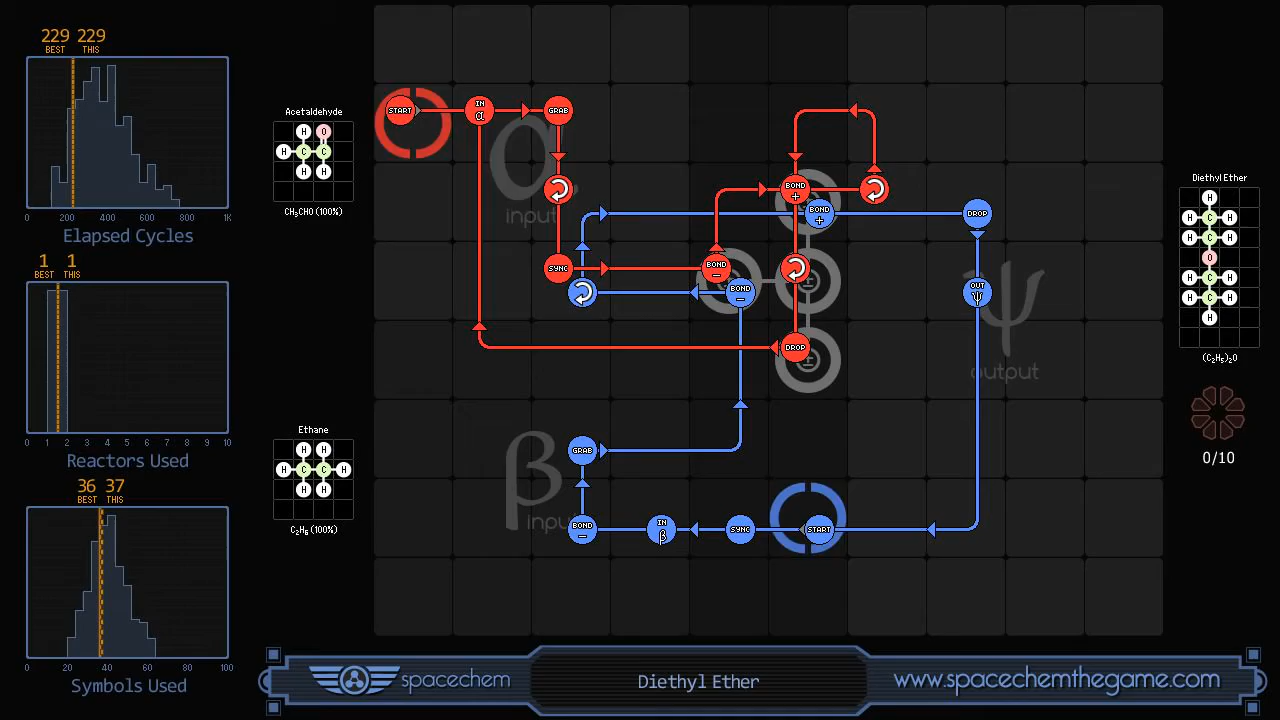 229 229
BEST THIS
0 200 400 600 800 1K
Elapsed Cycles
1 1
BEST THIS
0 1 2 3 4 5 6 7 8 9 10
Reactors Used
36 37
BEST THIS
0 20 40 60 80 100
Symbols Used
Acetaldehyde
H O
H C C
H H
CH₃CHO (100%)
Ethane
H H
H C C H
H H
C₂H₆ (100%)
START
IN α
GRAB
α
input
BOND +
BOND +
DROP
SYNC
BOND –
BOND –
OUT Ψ
ψ
output
DROP
GRAB
β
input
BOND –
IN β
SYNC
START
Diethyl Ether
H
H C H
H C H
O
H C H
H C H
H
(C₂H₅)₂O
0/10
spacechem
Diethyl Ether
www.spacechemthegame.com